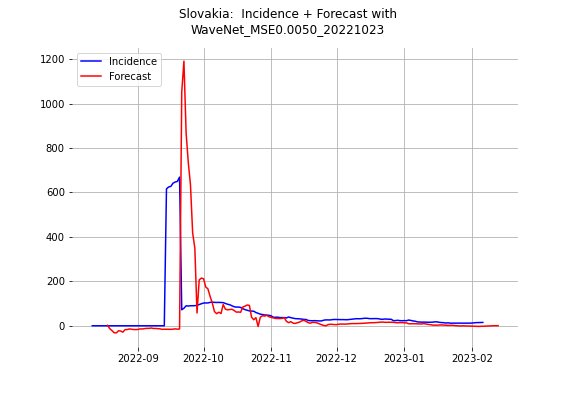 Slovakia:  Incidence + Forecast with
WaveNet_MSE0.0050_20221023
Incidence
Forecast
1200
1000
800
600
400
200
0
2022-09 2022-10 2022-11 2022-12 2023-01 2023-02